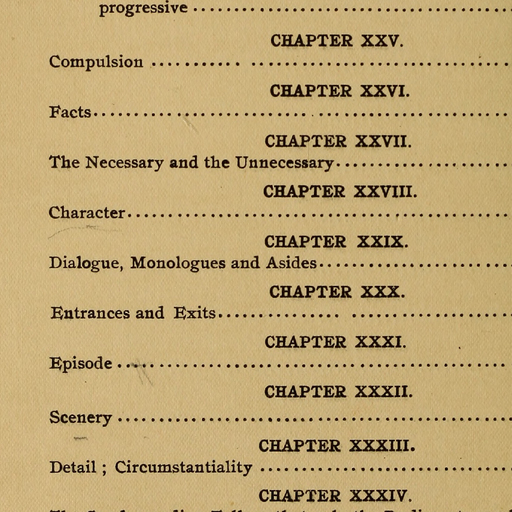 progressive ................................
CHAPTER XXV.
Compulsion ................................
CHAPTER XXVI.
Facts................................
CHAPTER XXVII.
The Necessary and the Unnecessary................................
CHAPTER XXVIII.
Character................................
CHAPTER XXIX.
Dialogue, Monologues and Asides................................
CHAPTER XXX.
Entrances and Exits................................
CHAPTER XXXI.
Episode ................................
CHAPTER XXXII.
Scenery ................................
CHAPTER XXXIII.
Detail ; Circumstantiality ................................
CHAPTER XXXIV.